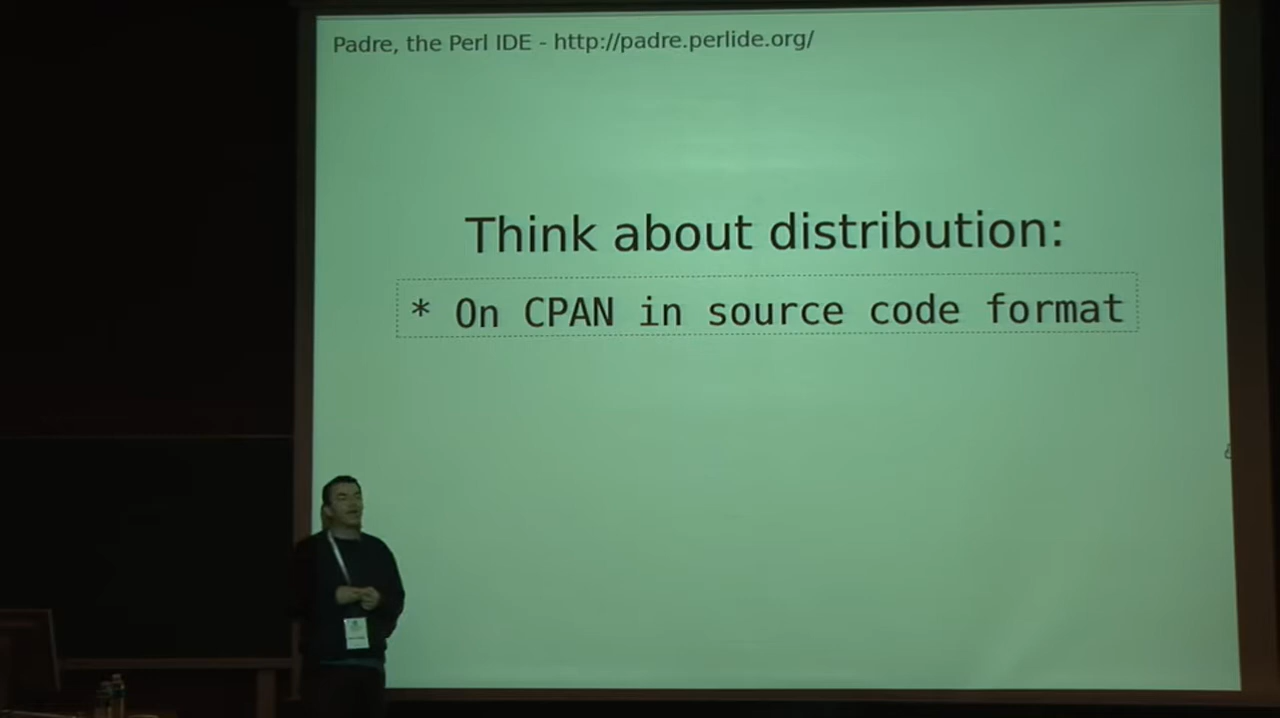 Padre, the Perl IDE - http://padre.perlide.org/
Think about distribution:
* On CPAN in source code format